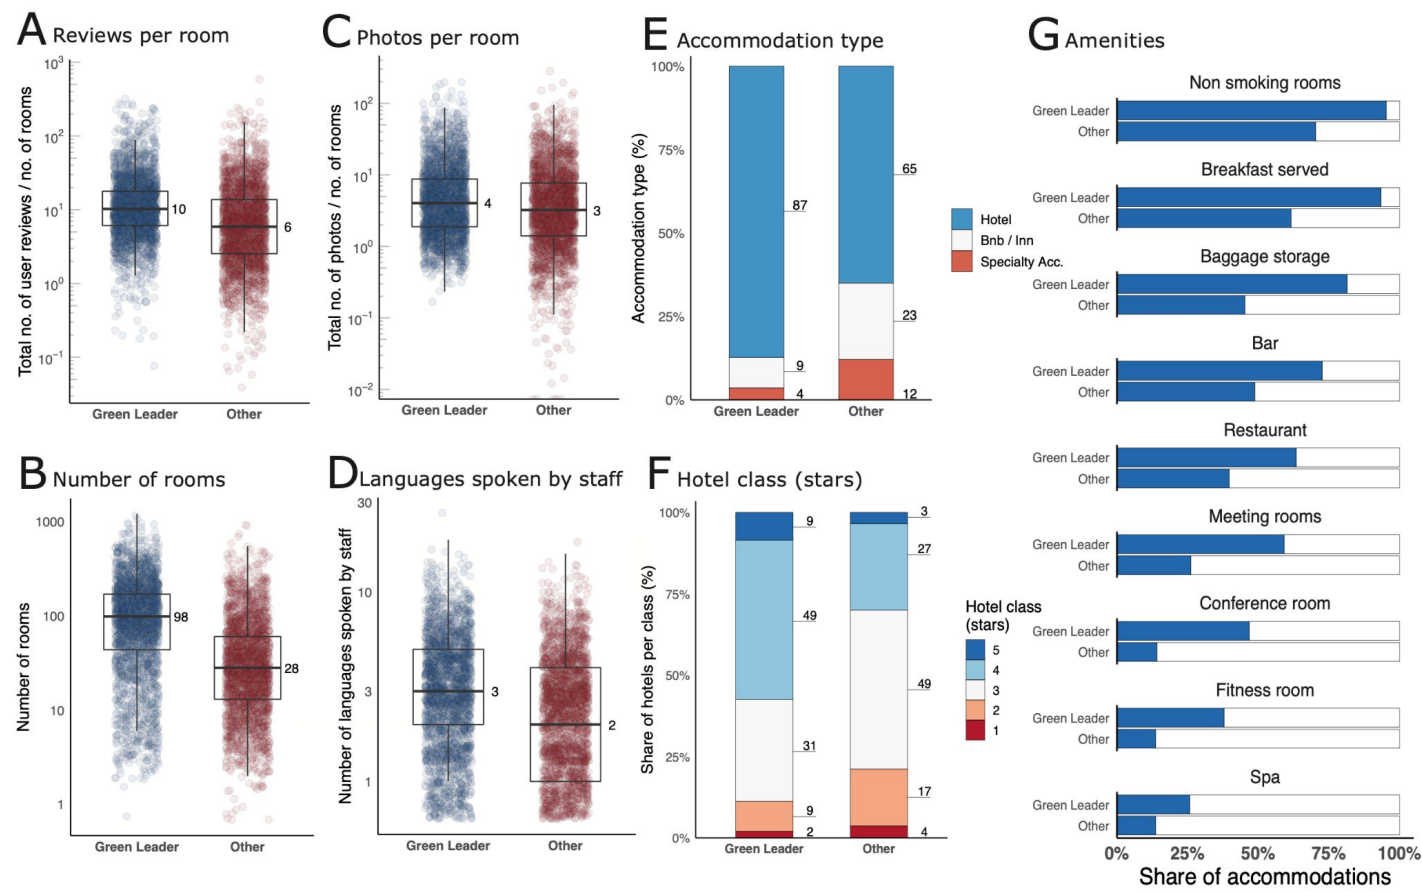 A Reviews per room
Total no. of user reviews / no. of rooms
10³
10²
10¹
10⁰
10⁻¹
10
6
Green Leader
Other
C Photos per room
Total no. of photos / no. of rooms
10²
10¹
10⁰
10⁻¹
10⁻²
4
3
Green Leader
Other
E Accommodation type
Accommodation type (%)
100%
75%
50%
25%
0%
87
9
4
65
23
12
Green Leader
Other
Hotel
Bnb / Inn
Specialty Acc.
B Number of rooms
Number of rooms
1000
100
10
1
98
28
Green Leader
Other
D Languages spoken by staff
Number of languages spoken by staff
30
10
3
1
3
2
Green Leader
Other
F Hotel class (stars)
Share of hotels per class (%)
100%
75%
50%
25%
0%
9
49
31
9
2
3
27
49
17
4
Green Leader
Other
Hotel class
(stars)
5
4
3
2
1
G Amenities
Non smoking rooms
Green Leader
Other
Breakfast served
Green Leader
Other
Baggage storage
Green Leader
Other
Bar
Green Leader
Other
Restaurant
Green Leader
Other
Meeting rooms
Green Leader
Other
Conference room
Green Leader
Other
Fitness room
Green Leader
Other
Spa
Green Leader
Other
0% 25% 50% 75% 100%
Share of accommodations